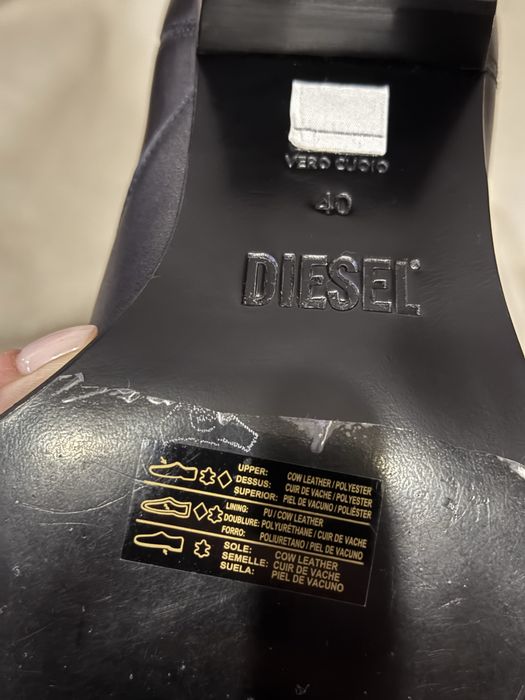 VERO CUOIO
40
DIESEL
UPPER: COW LEATHER / POLYESTER
DESSUS: CUIR DE VACHE / POLYESTER
SUPERIOR: PIEL DE VACUNO / POLIÉSTER
LINING: PU / COW LEATHER
DOUBLURE: POLYURÉTHANE / CUIR DE VACHE
FORRO: POLIURETANO / PIEL DE VACUNO
SOLE: COW LEATHER
SEMELLE: CUIR DE VACHE
SUELA: PIEL DE VACUNO